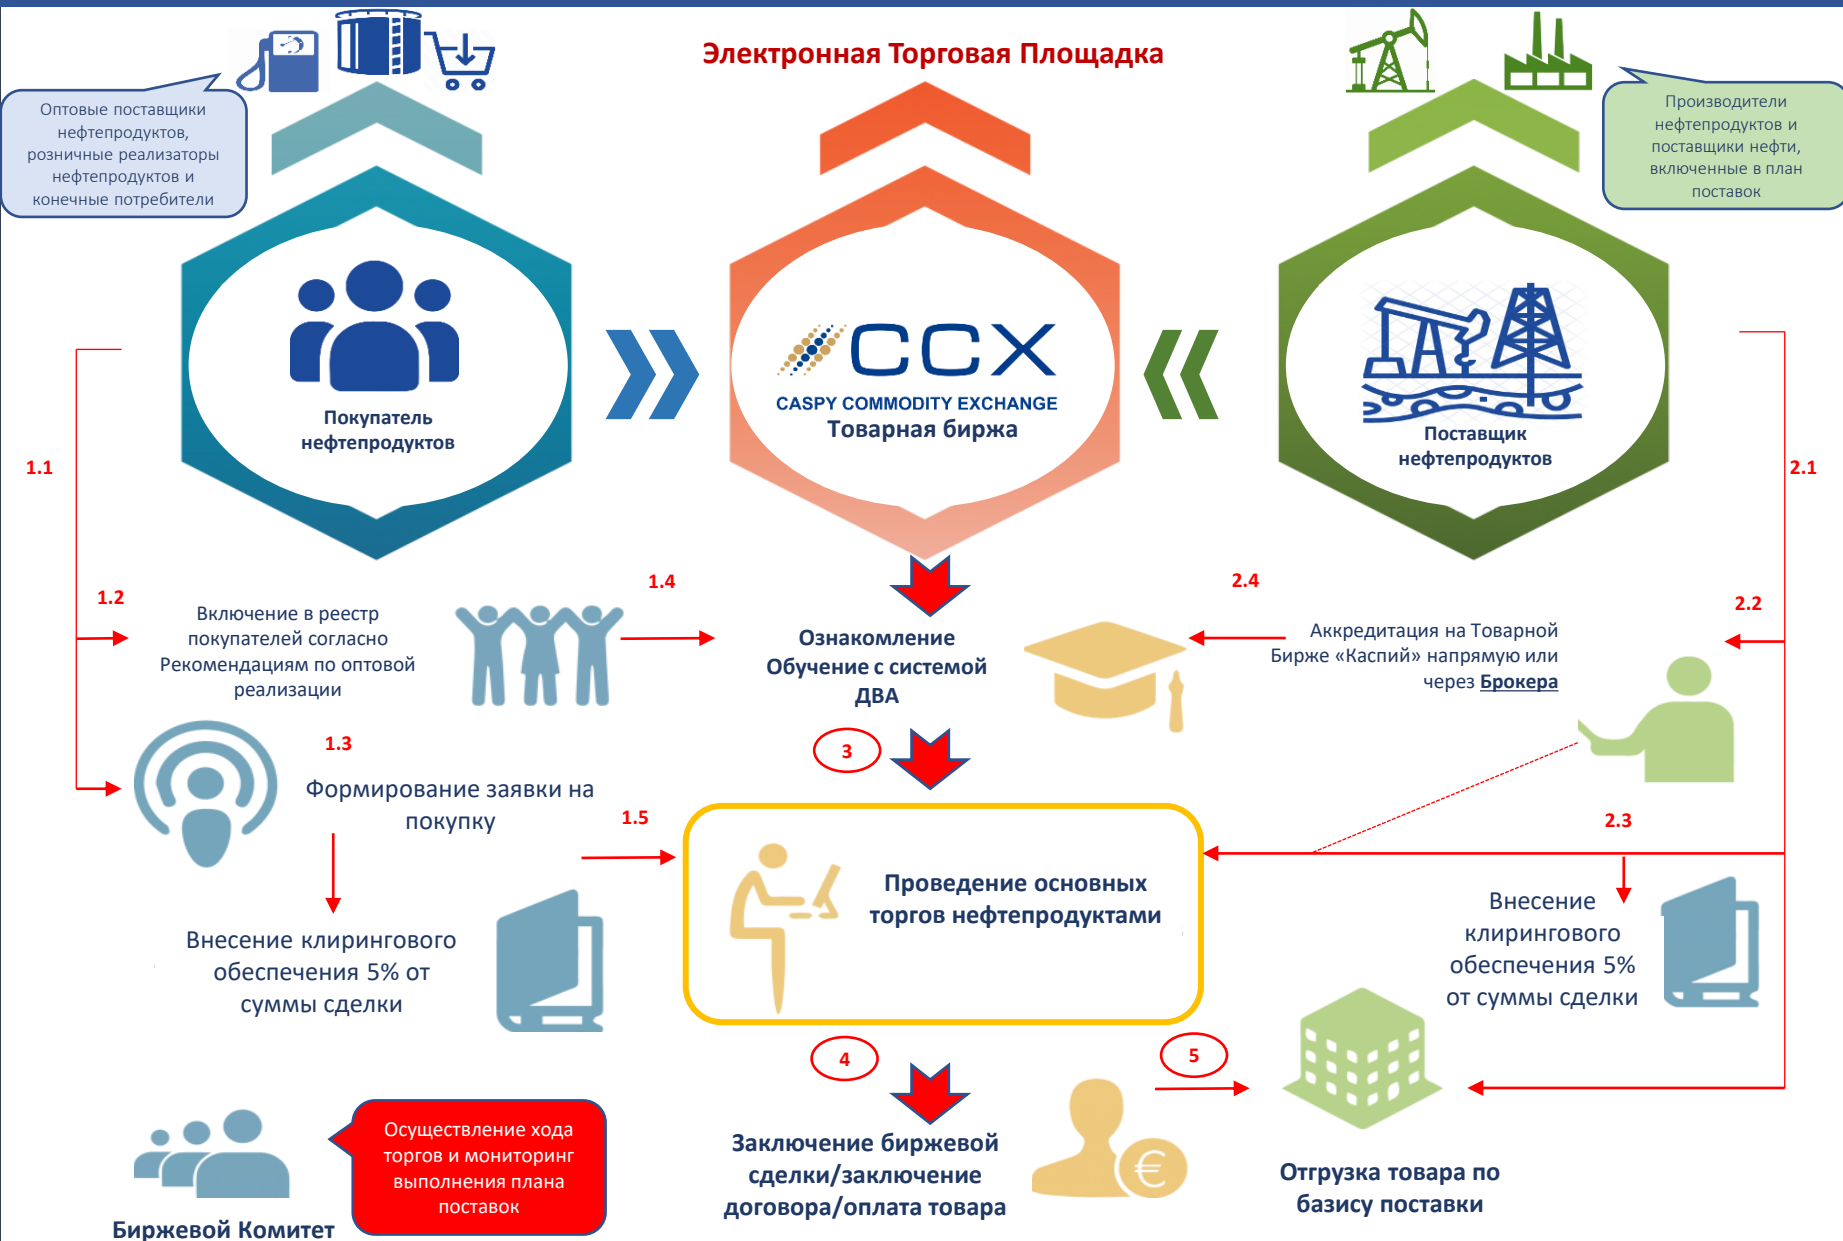 Электронная Торговая Площадка
Оптовые поставщики
нефтепродуктов,
розничные реализаторы
нефтепродуктов и
конечные потребители
Производители
нефтепродуктов и
поставщики нефти,
включенные в план
поставок
Покупатель
нефтепродуктов
CCX
CASPY COMMODITY EXCHANGE
Товарная биржа
Поставщик
нефтепродуктов
1.1
2.1
1.2
Включение в реестр
покупателей согласно
Рекомендациям по оптовой
реализации
1.4
Ознакомление
Обучение с системой
ДВА
2.4
Аккредитация на Товарной
Бирже «Каспий» напрямую или
через Брокера
2.2
1.3
Формирование заявки на
покупку
3
1.5
2.3
Проведение основных
торгов нефтепродуктами
Внесение клирингового
обеспечения 5% от
суммы сделки
Внесение
клирингового
обеспечения 5%
от суммы сделки
4
5
Биржевой Комитет
Осуществление хода
торгов и мониторинг
выполнения плана
поставок
Заключение биржевой
сделки/заключение
договора/оплата товара
€
Отгрузка товара по
базису поставки